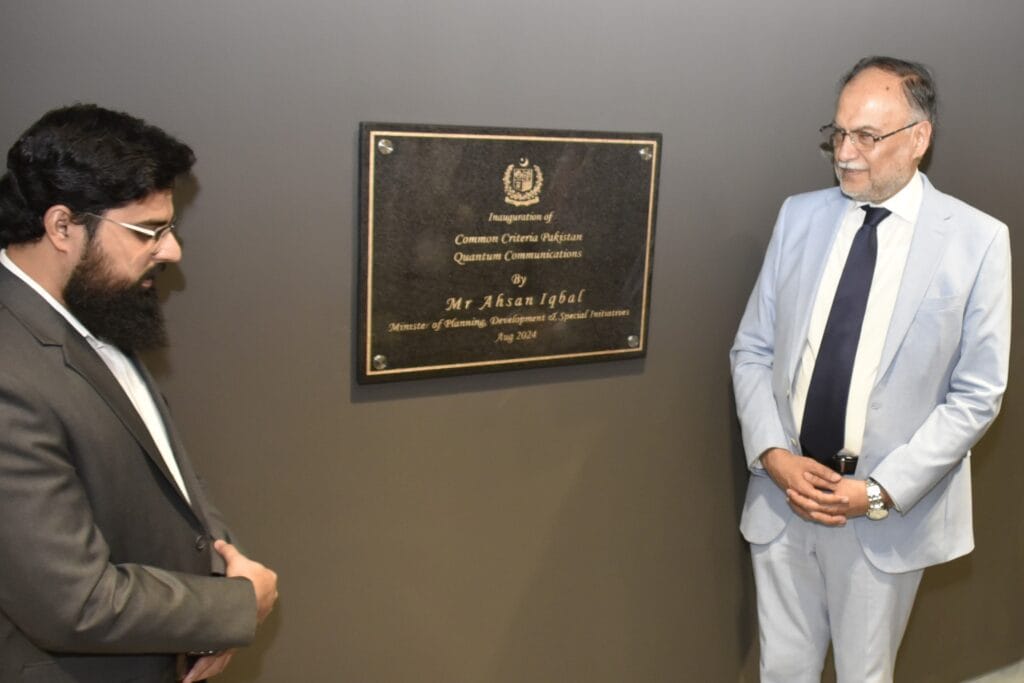 Inauguration of
Common Criteria Pakistan
Quantum Communications
By
Mr Ahsan Iqbal
Minister of Planning, Development & Special Initiatives
Aug 2024